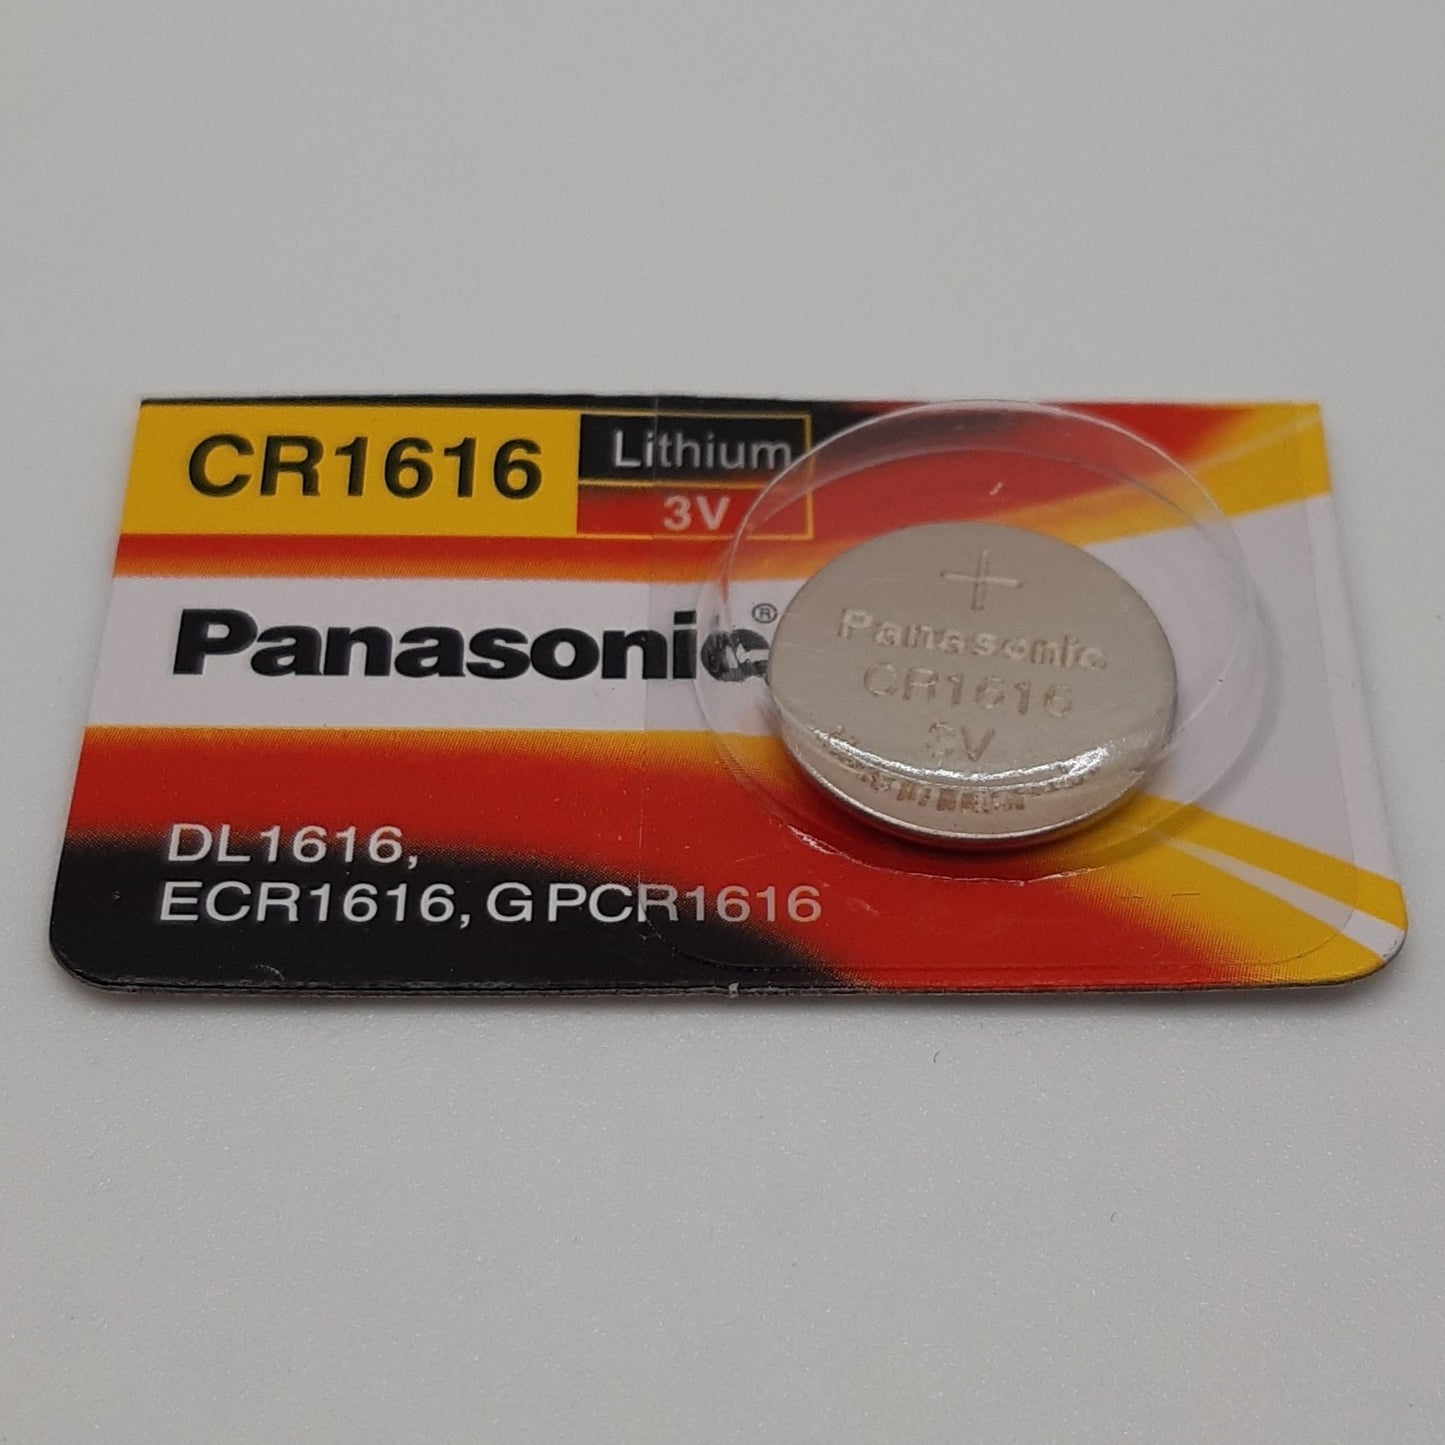 CR1616
Lithium
3V
Panasonic®
DL1616,
ECR1616, GPCR1616
+
Panasonic
CR1616
3V
+ -